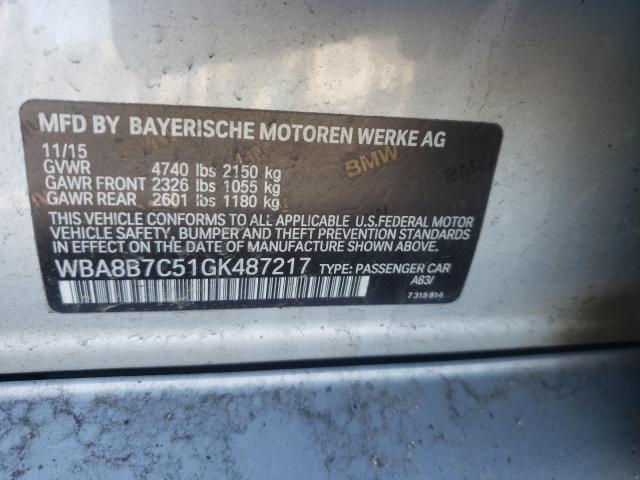 MFD BY BAYERISCHE MOTOREN WERKE AG
11/15
GVWR 4740 lbs 2150 kg
GAWR FRONT 2326 lbs 1055 kg
GAWR REAR 2601 lbs 1180 kg
THIS VEHICLE CONFORMS TO ALL APPLICABLE U.S.FEDERAL MOTOR
VEHICLE SAFETY, BUMPER AND THEFT PREVENTION STANDARDS
IN EFFECT ON THE DATE OF MANUFACTURE SHOWN ABOVE.
WBA8B7C51GK487217 TYPE: PASSENGER CAR
A83/
7 315 814
BMW